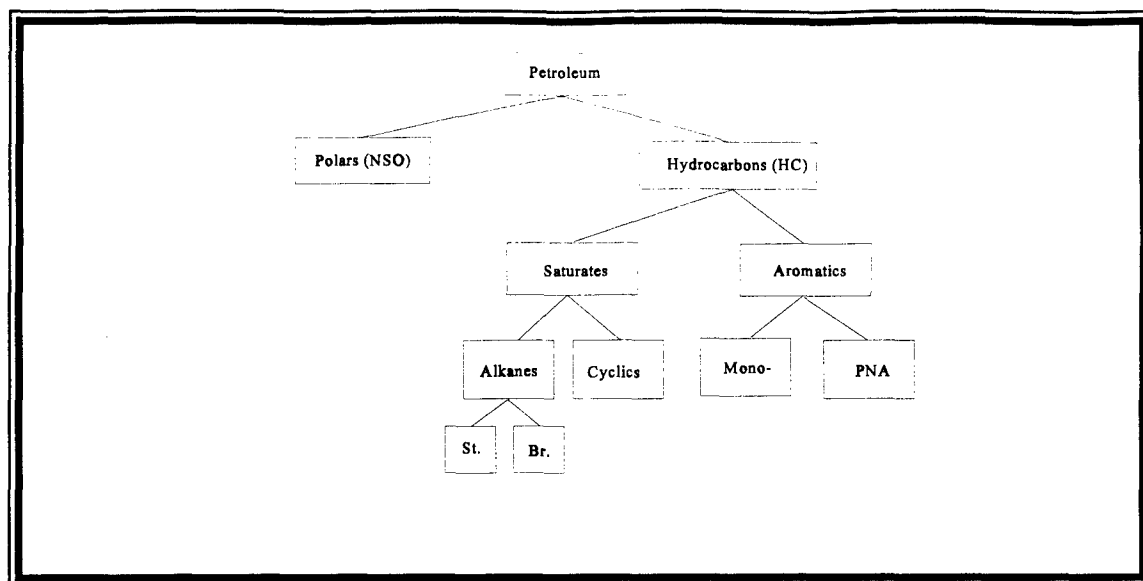 Petroleum
Polars (NSO)
Hydrocarbons (HC)
Saturates
Aromatics
Alkanes
Cyclics
Mono-
PNA
St.
Br.